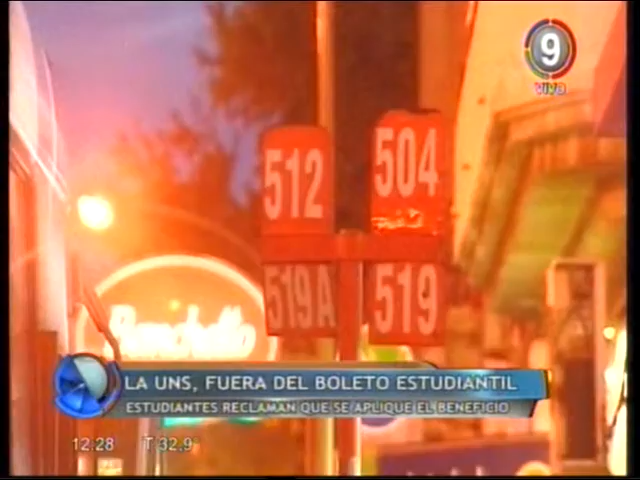 9
VIVO
512
504
519A
519
LA UNS, FUERA DEL BOLETO ESTUDIANTIL
ESTUDIANTES RECLAMAN QUE SE APLIQUE EL BENEFICIO
12.28 T 32.9°